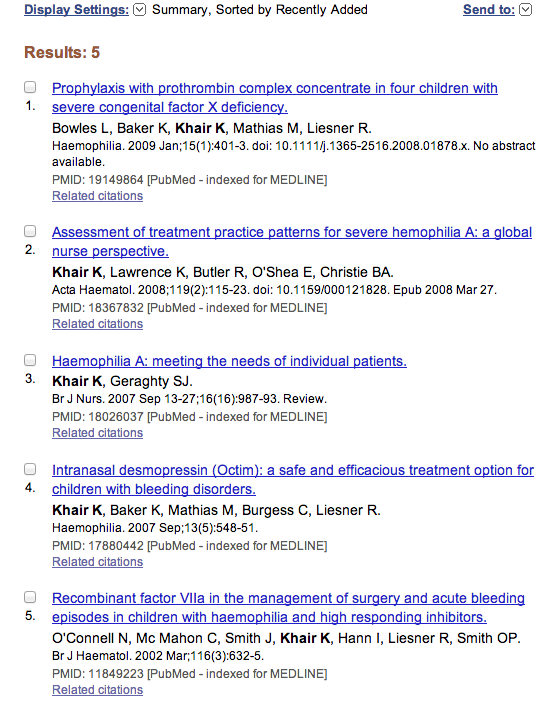 Display Settings: Summary, Sorted by Recently Added Send to:
Results: 5
1. Prophylaxis with prothrombin complex concentrate in four children with
severe congenital factor X deficiency.
Bowles L, Baker K, Khair K, Mathias M, Liesner R.
Haemophilia. 2009 Jan;15(1):401-3. doi: 10.1111/j.1365-2516.2008.01878.x. No abstract
available.
PMID: 19149864 [PubMed - indexed for MEDLINE]
Related citations
2. Assessment of treatment practice patterns for severe hemophilia A: a global
nurse perspective.
Khair K, Lawrence K, Butler R, O'Shea E, Christie BA.
Acta Haematol. 2008;119(2):115-23. doi: 10.1159/000121828. Epub 2008 Mar 27.
PMID: 18367832 [PubMed - indexed for MEDLINE]
Related citations
3. Haemophilia A: meeting the needs of individual patients.
Khair K, Geraghty SJ.
Br J Nurs. 2007 Sep 13-27;16(16):987-93. Review.
PMID: 18026037 [PubMed - indexed for MEDLINE]
Related citations
4. Intranasal desmopressin (Octim): a safe and efficacious treatment option for
children with bleeding disorders.
Khair K, Baker K, Mathias M, Burgess C, Liesner R.
Haemophilia. 2007 Sep;13(5):548-51.
PMID: 17880442 [PubMed - indexed for MEDLINE]
Related citations
5. Recombinant factor VIIa in the management of surgery and acute bleeding
episodes in children with haemophilia and high responding inhibitors.
O'Connell N, Mc Mahon C, Smith J, Khair K, Hann I, Liesner R, Smith OP.
Br J Haematol. 2002 Mar;116(3):632-5.
PMID: 11849223 [PubMed - indexed for MEDLINE]
Related citations